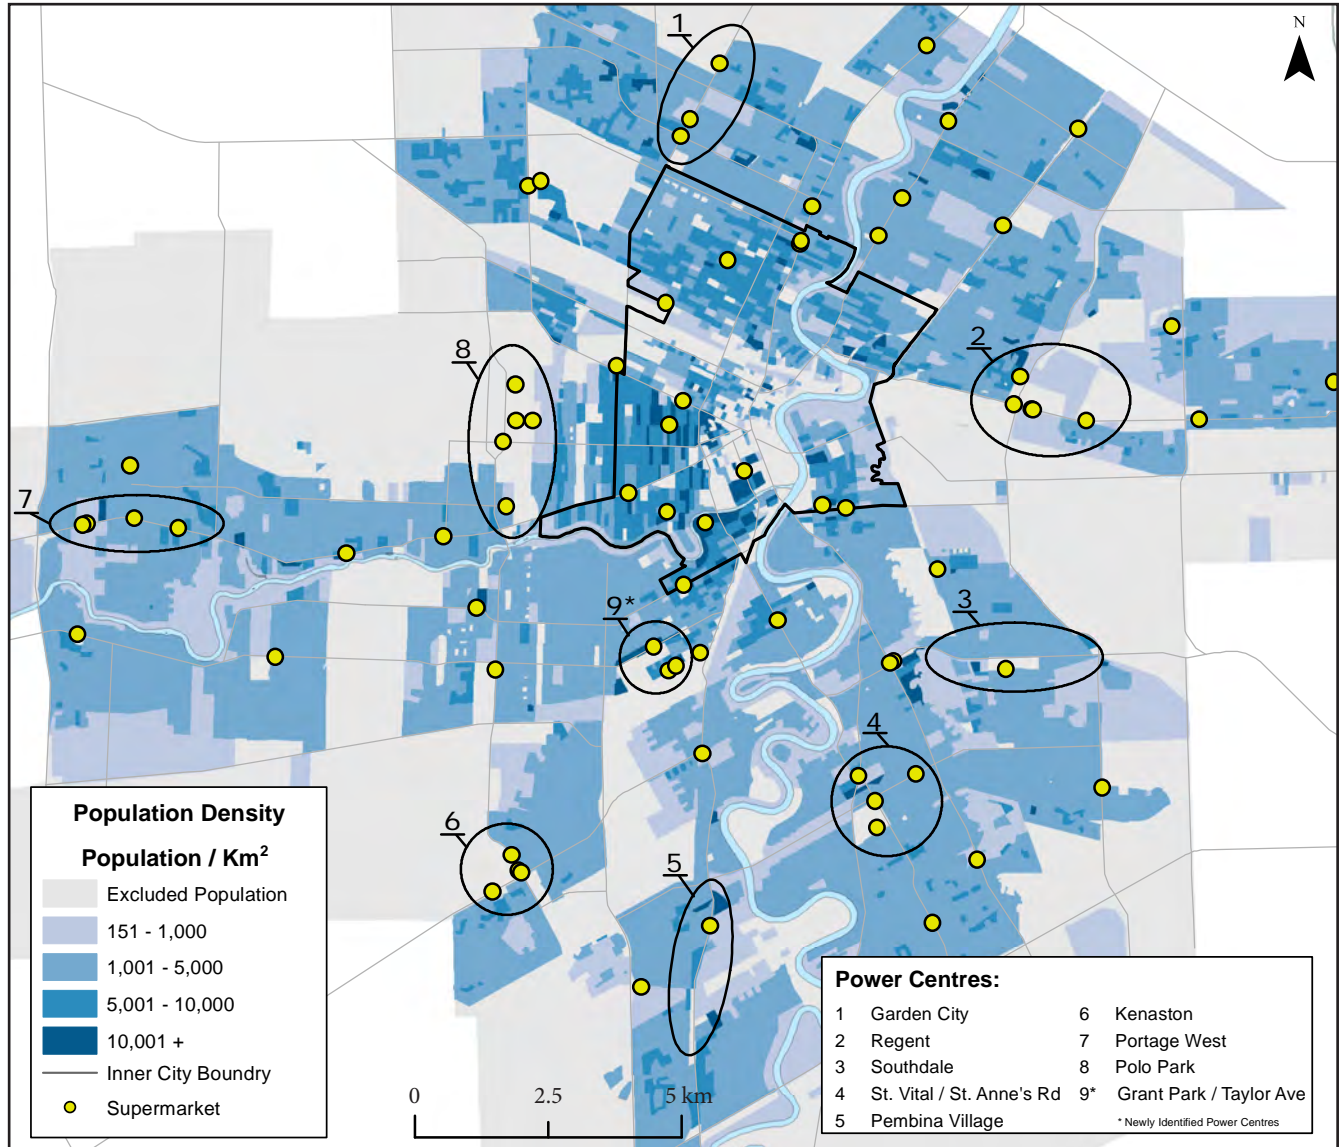 1
N
2
8
7
9*
3
4
6
5
Population Density
Population / Km2
Excluded Population
151 - 1,000
1,001 - 5,000
5,001 - 10,000
10,001 +
Inner City Boundry
Supermarket
0 2.5 5 km
Power Centres:
1 Garden City
2 Regent
3 Southdale
4 St. Vital / St. Anne's Rd
5 Pembina Village
6 Kenaston
7 Portage West
8 Polo Park
9* Grant Park / Taylor Ave
* Newly Identified Power Centres